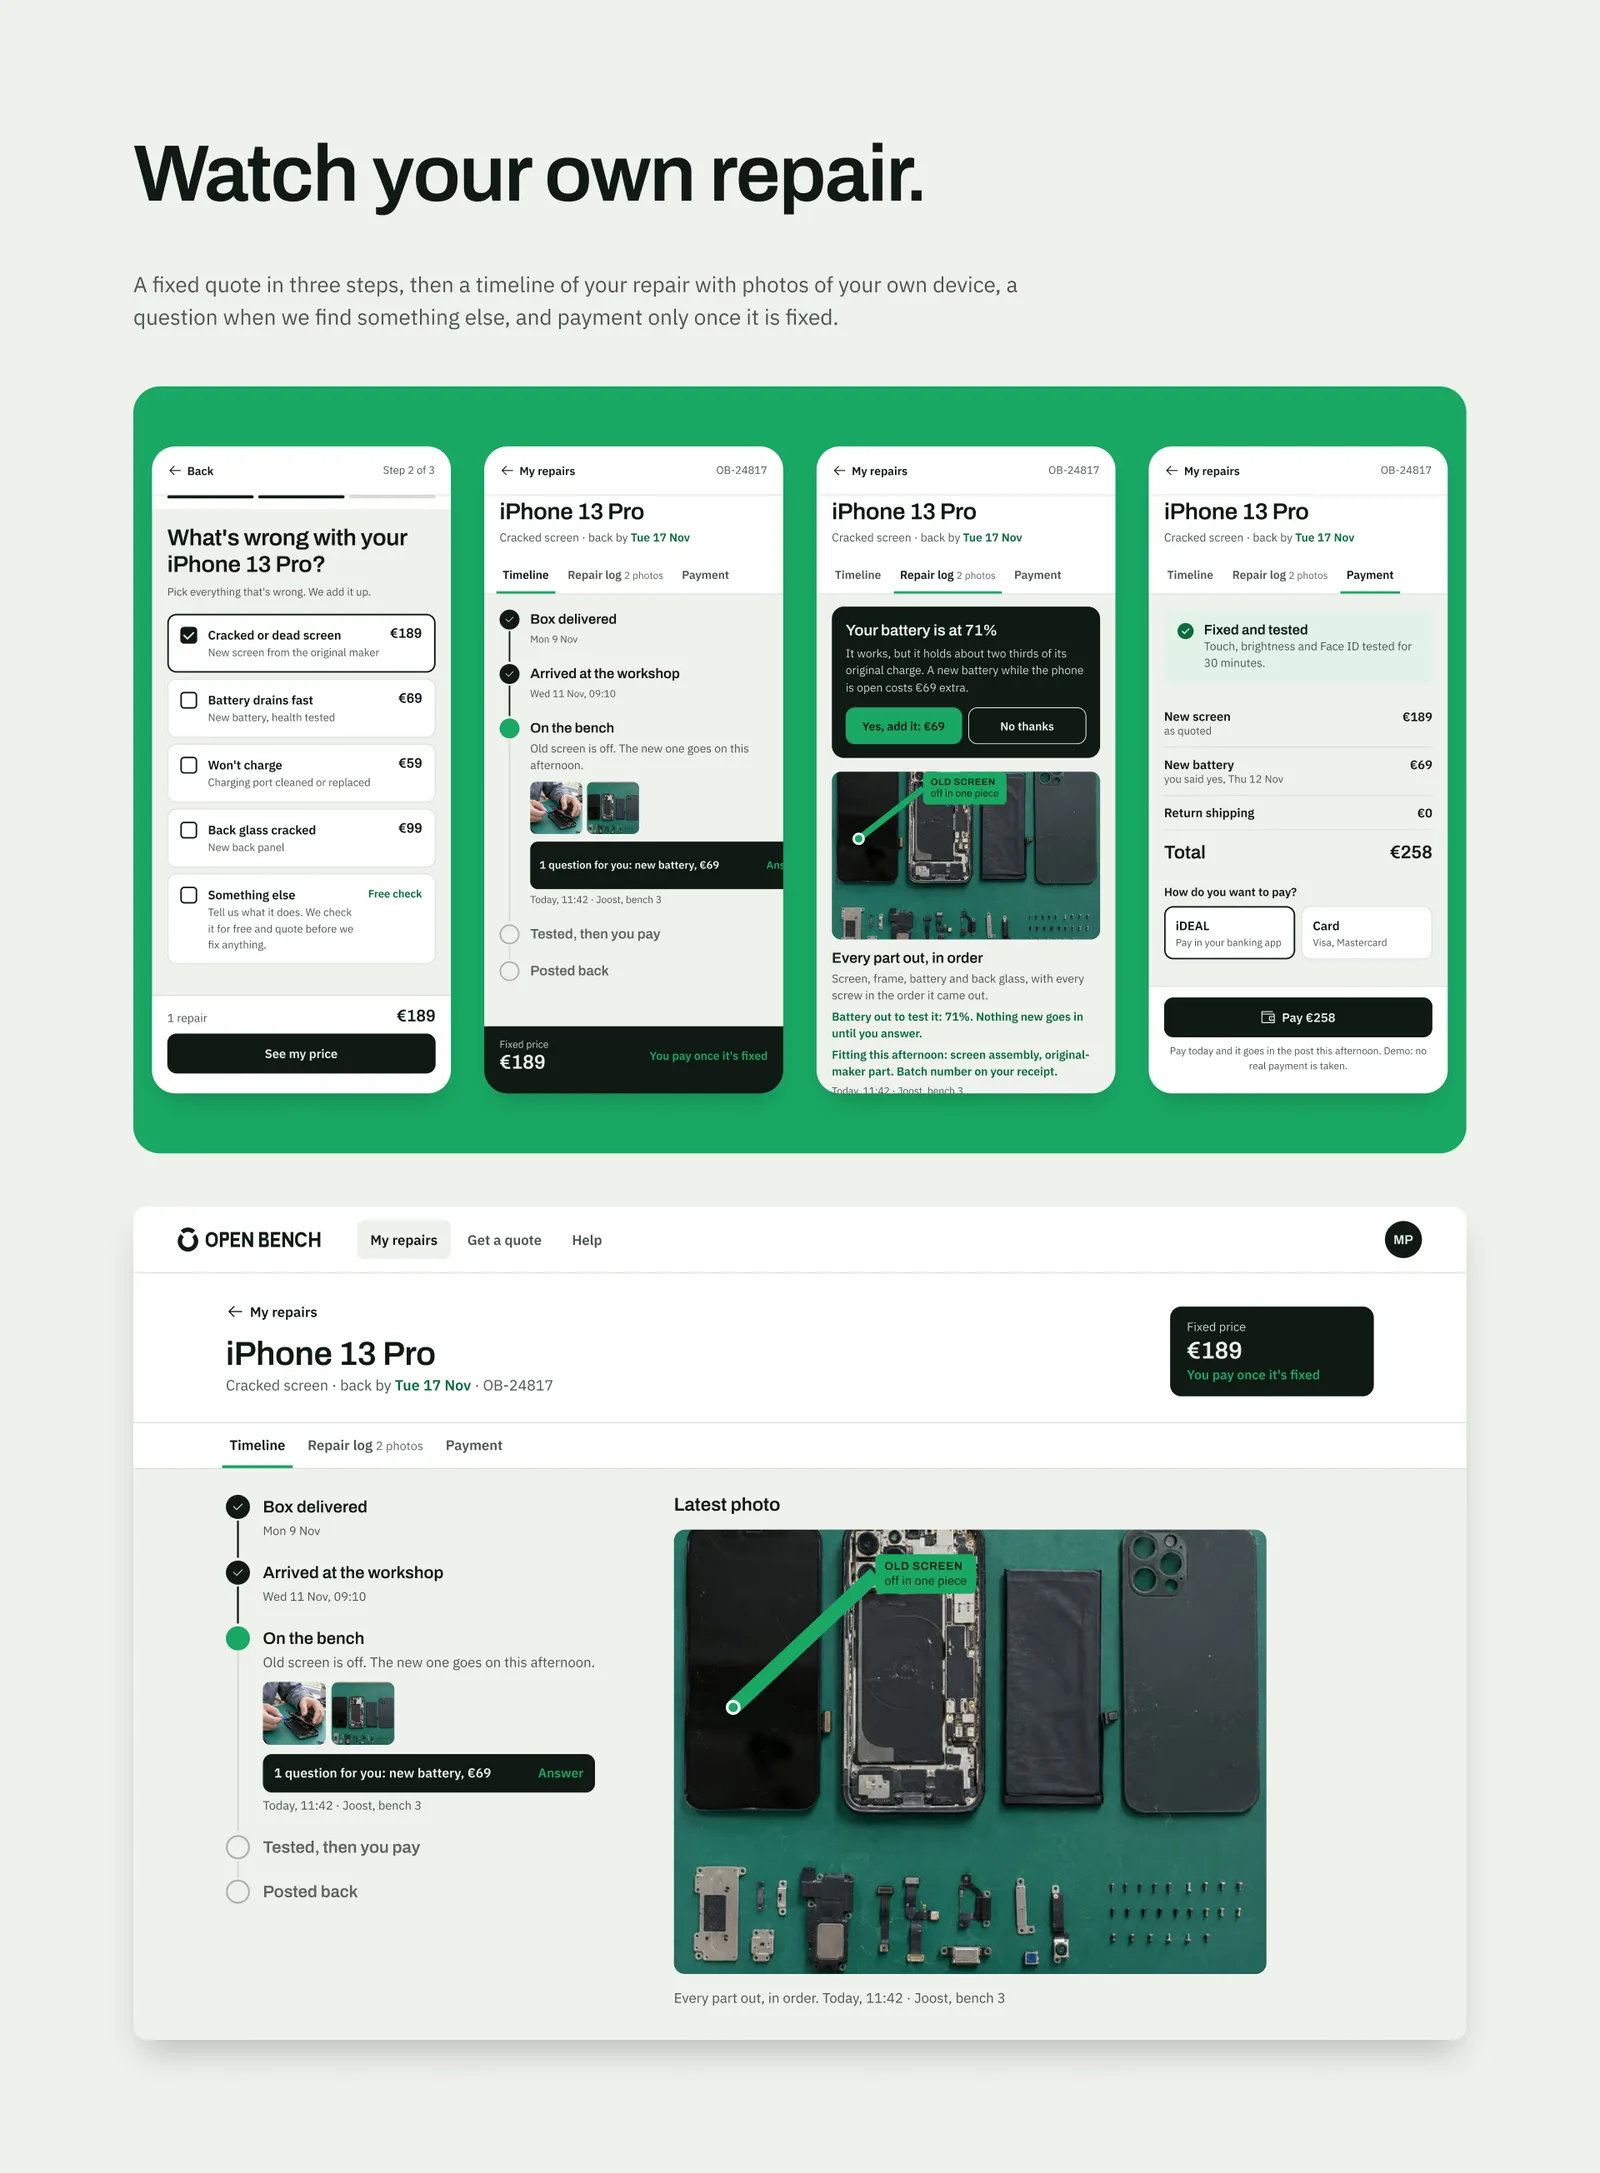 Watch your own repair.
A fixed quote in three steps, then a timeline of your repair with photos of your own device, a
question when we find something else, and payment only once it is fixed.
Back
Step 2 of 3
What's wrong with your
iPhone 13 Pro?
Pick everything that's wrong. We add it up.
Cracked or dead screen
€189
New screen from the original maker
Battery drains fast
€69
New battery, health tested
Won't charge
€59
Charging port cleaned or replaced
Back glass cracked
€99
New back panel
Something else
Free check
Tell us what it does. We check
it for free and quote before we
fix anything.
1 repair
€189
See my price
My repairs
OB-24817
iPhone 13 Pro
Cracked screen · back by Tue 17 Nov
Timeline
Repair log 2 photos
Payment
Box delivered
Mon 9 Nov
Arrived at the workshop
Wed 11 Nov, 09:10
On the bench
Old screen is off. The new one goes on this
afternoon.
1 question for you: new battery, €69
Ans
Today, 11:42 · Joost, bench 3
Tested, then you pay
Posted back
Fixed price
€189
You pay once it's fixed
My repairs
OB-24817
iPhone 13 Pro
Cracked screen · back by Tue 17 Nov
Timeline
Repair log 2 photos
Payment
Your battery is at 71%
It works, but it holds about two thirds of its
original charge. A new battery while the phone
is open costs €69 extra.
Yes, add it: €69
No thanks
OLD SCREEN
off in one piece
Every part out, in order
Screen, frame, battery and back glass, with every
screw in the order it came out.
Battery out to test it: 71%. Nothing new goes in
until you answer.
Fitting this afternoon: screen assembly, original-
maker part. Batch number on your receipt.
Today, 11:42 · Joost, bench 3
My repairs
OB-24817
iPhone 13 Pro
Cracked screen · back by Tue 17 Nov
Timeline
Repair log 2 photos
Payment
Fixed and tested
Touch, brightness and Face ID tested for
30 minutes.
New screen
€189
as quoted
New battery
€69
you said yes, Thu 12 Nov
Return shipping
€0
Total
€258
How do you want to pay?
iDEAL
Pay in your banking app
Card
Visa, Mastercard
Pay €258
Pay today and it goes in the post this afternoon. Demo: no
real payment is taken.
OPEN BENCH
My repairs
Get a quote
Help
MP
My repairs
iPhone 13 Pro
Cracked screen · back by Tue 17 Nov · OB-24817
Fixed price
€189
You pay once it's fixed
Timeline
Repair log 2 photos
Payment
Box delivered
Mon 9 Nov
Arrived at the workshop
Wed 11 Nov, 09:10
On the bench
Old screen is off. The new one goes on this afternoon.
1 question for you: new battery, €69
Answer
Today, 11:42 · Joost, bench 3
Tested, then you pay
Posted back
Latest photo
OLD SCREEN
off in one piece
Every part out, in order. Today, 11:42 · Joost, bench 3